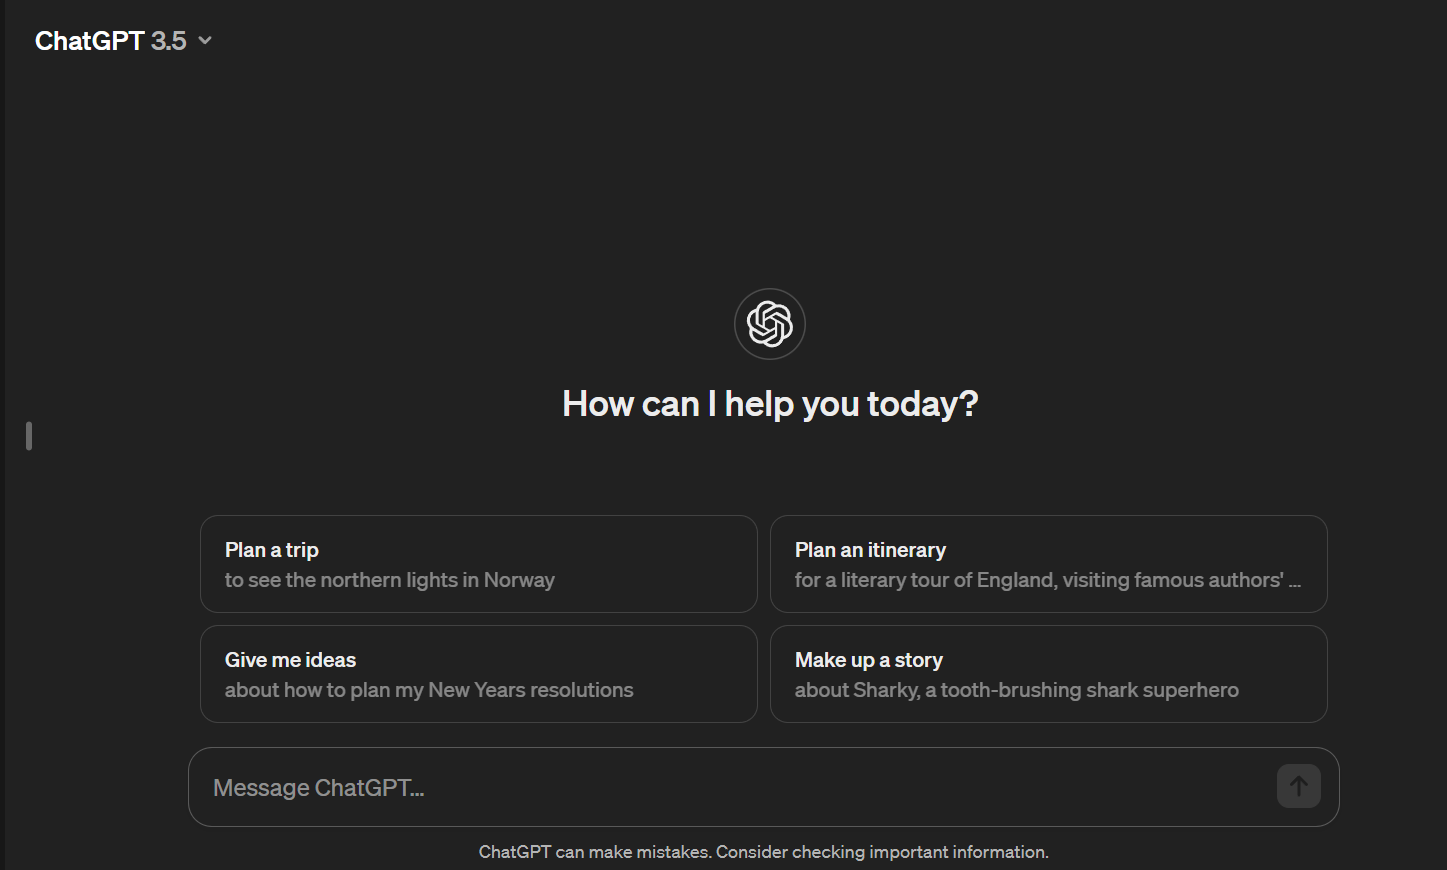 ChatGPT 3.5
How can I help you today?
Plan a trip
to see the northern lights in Norway
Plan an itinerary
for a literary tour of England, visiting famous authors' ...
Give me ideas
about how to plan my New Years resolutions
Make up a story
about Sharky, a tooth-brushing shark superhero
Message ChatGPT...
ChatGPT can make mistakes. Consider checking important information.